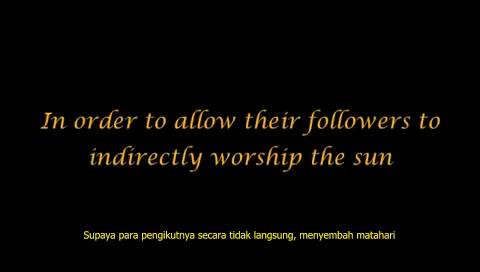 In order to allow their followers to
indirectly worship the sun
Supaya para pengikutnya secara tidak langsung, menyembah matahari